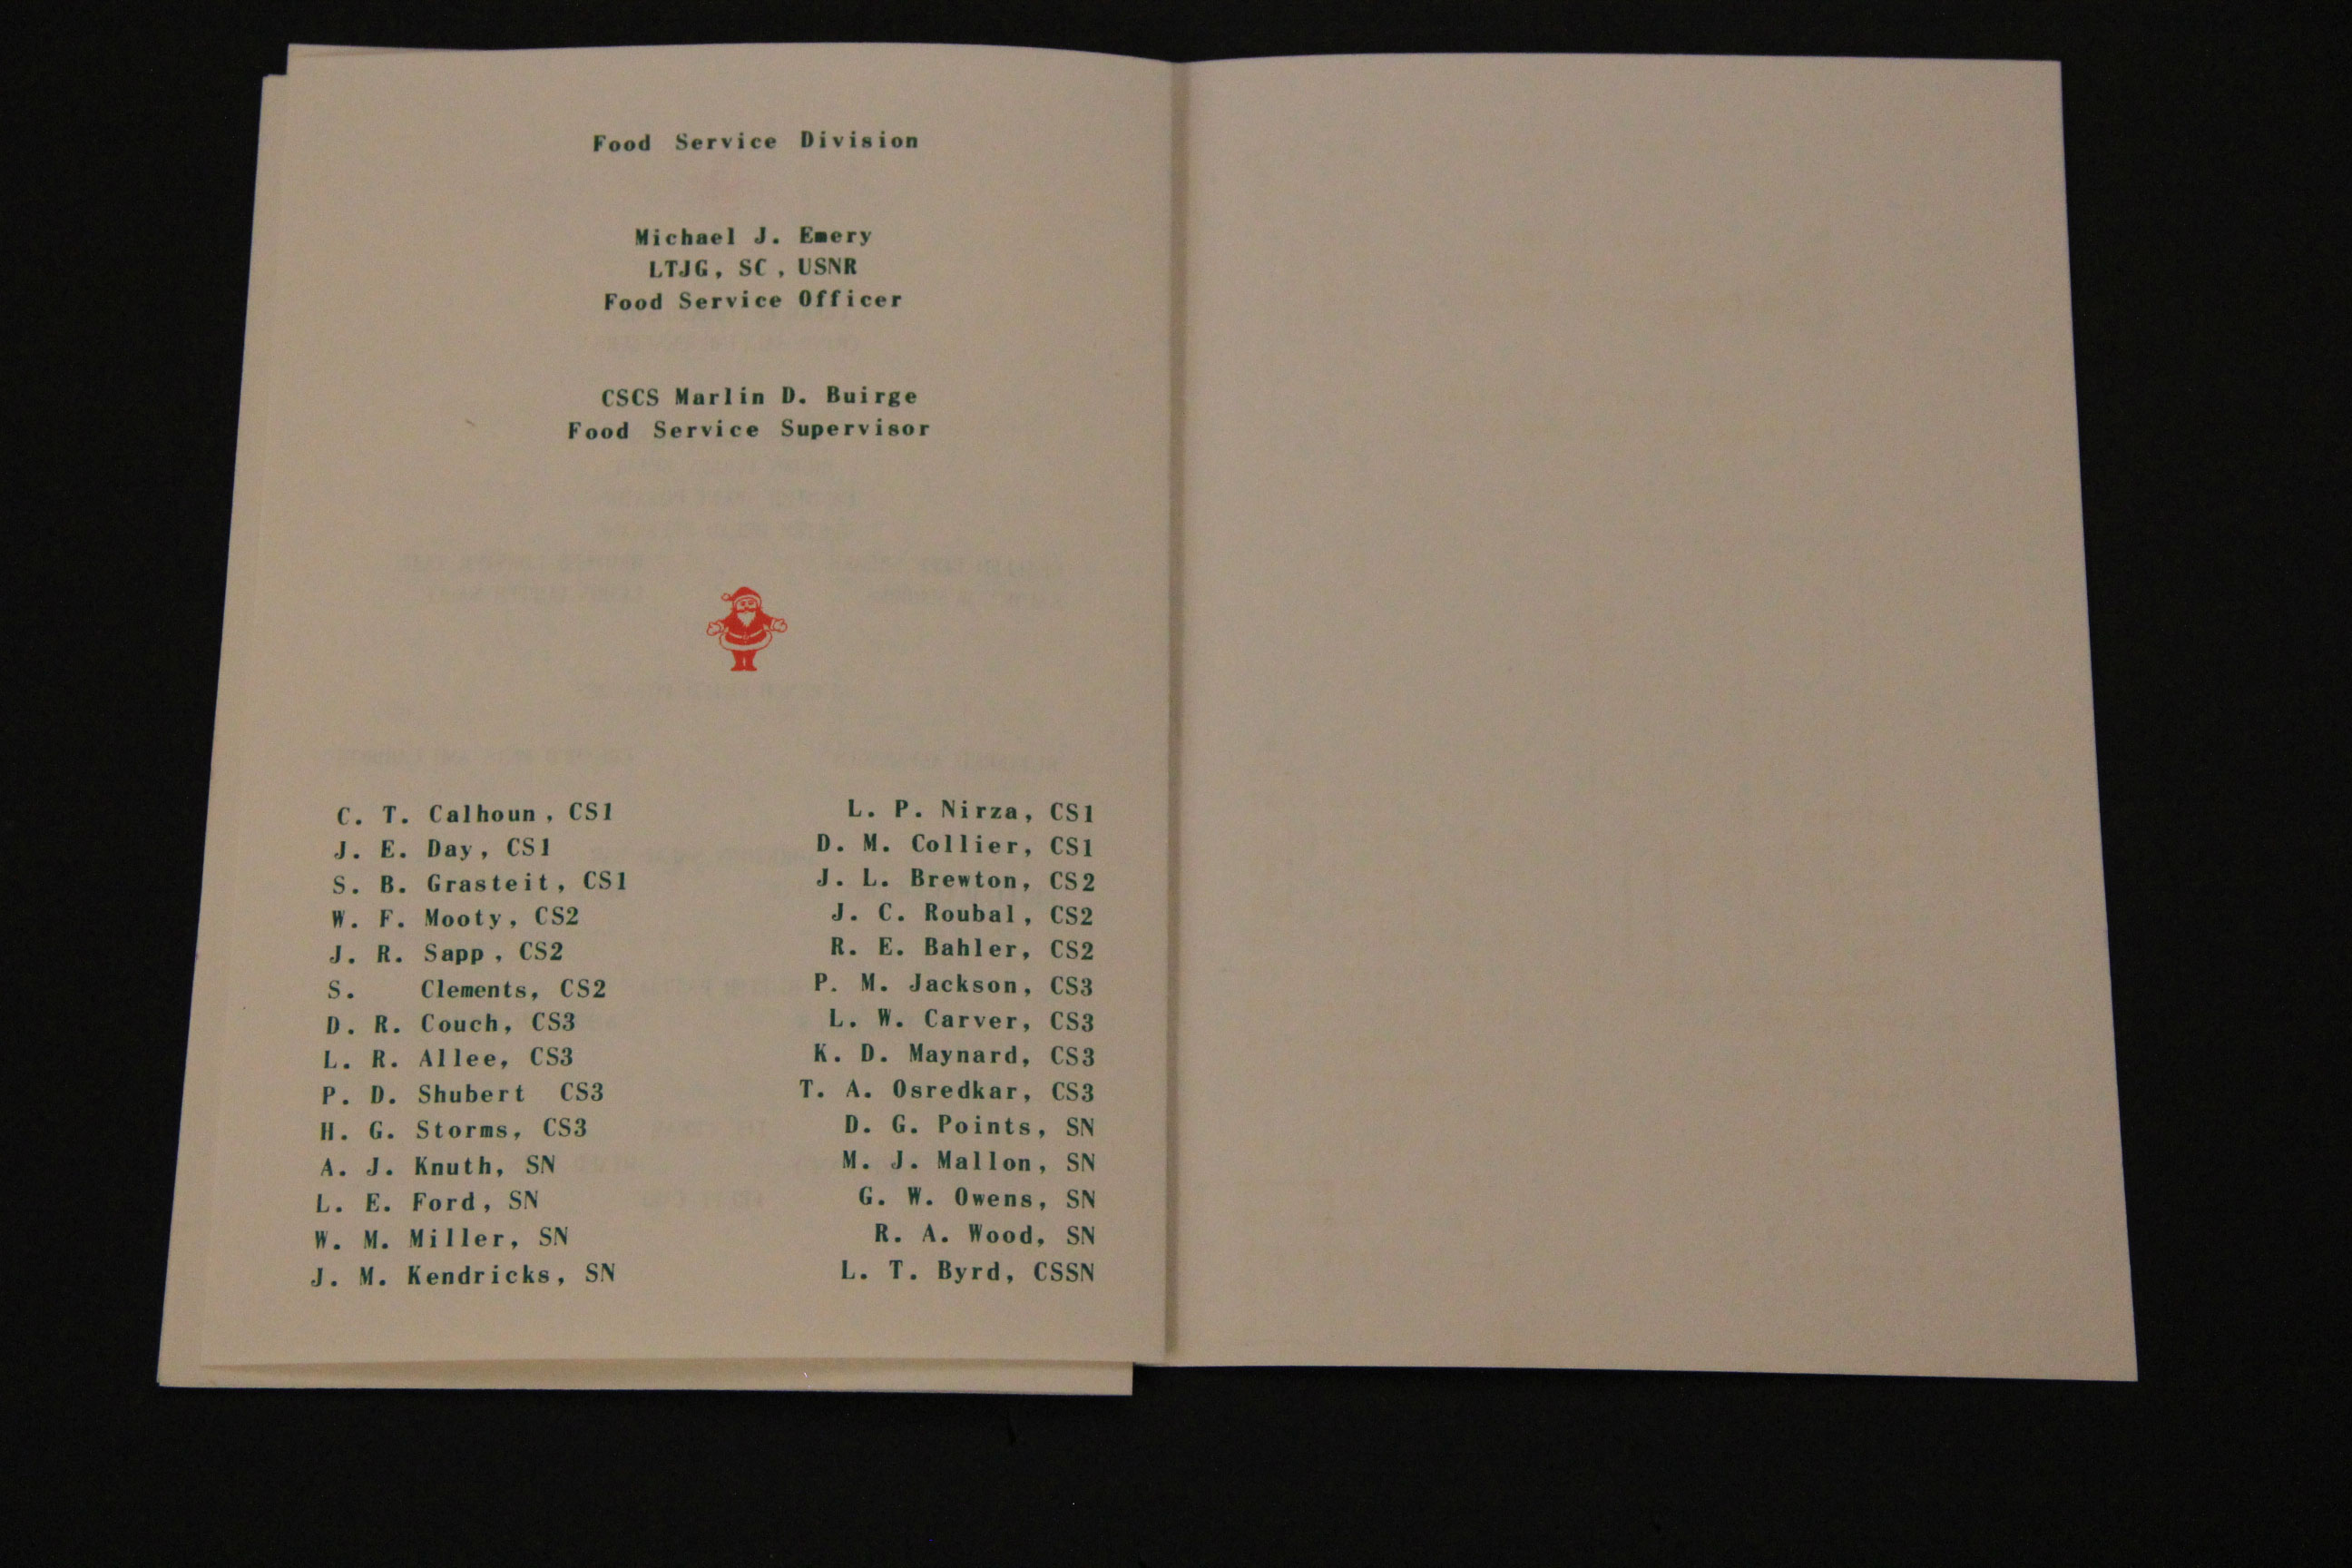 Food Service Division
Michael J. Emery
LTJG, SC, USNR
Food Service Officer
CSCS Marlin D. Buirge
Food Service Supervisor
C. T. Calhoun, CS1
J. E. Day, CS1
S. B. Grasteit, CS1
W. F. Mooty, CS2
J. R. Sapp, CS2
S. Clements, CS2
D. R. Couch, CS3
L. R. Allee, CS3
P. D. Shubert CS3
H. G. Storms, CS3
A. J. Knuth, SN
L. E. Ford, SN
W. M. Miller, SN
J. M. Kendricks, SN
L. P. Nirza, CS1
D. M. Collier, CS1
J. L. Brewton, CS2
J. C. Roubal, CS2
R. E. Bahler, CS2
P. M. Jackson, CS3
L. W. Carver, CS3
K. D. Maynard, CS3
T. A. Osredkar, CS3
D. G. Points, SN
M. J. Mallon, SN
G. W. Owens, SN
R. A. Wood, SN
L. T. Byrd, CSSN